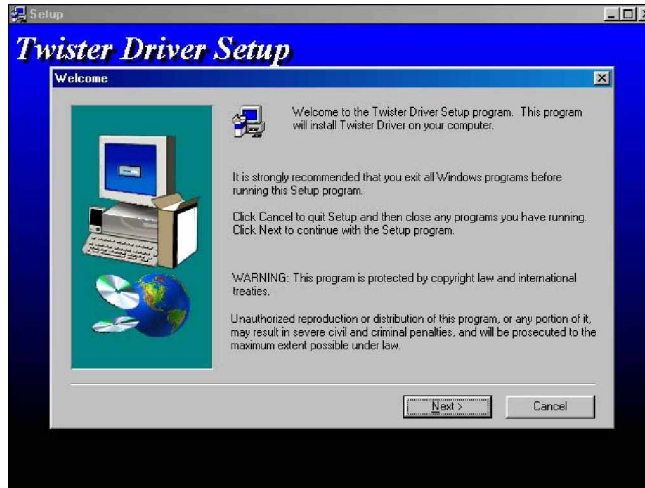 Setup
Twister Driver Setup
Welcome
Welcome to the Twister Driver Setup program. This program
will install Twister Driver on your computer.
It is strongly recommended that you exit all Windows programs before
running this Setup program.
Click Cancel to quit Setup and then close any programs you have running.
Click Next to continue with the Setup program.
WARNING: This program is protected by copyright law and international
treaties.
Unauthorized reproduction or distribution of this program, or any portion of it,
may result in severe civil and criminal penalties, and will be prosecuted to the
maximum extent possible under law.
Next >
Cancel